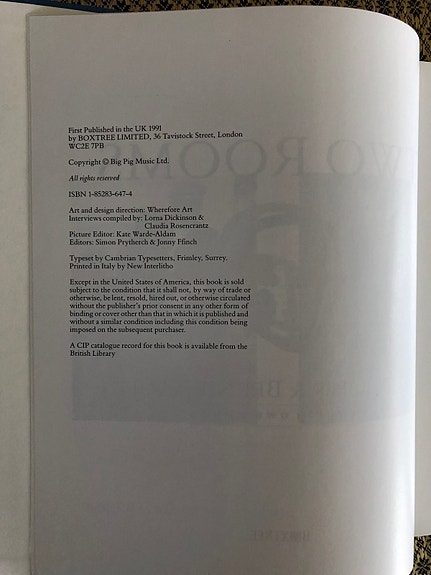 First Published in the UK 1991
by BOXTREE LIMITED, 36 Tavistock Street, London
WC2E 7PB
Copyright © Big Pig Music Ltd.
All rights reserved
ISBN 1-85283-647-4
Art and design direction: Wherefore Art
Interviews compiled by: Lorna Dickinson &
Claudia Rosencrantz
Picture Editor: Kate Warde-Aldam
Editors: Simon Prytherch & Jonny Ffinch
Typeset by Cambrian Typesetters, Frimley, Surrey.
Printed in Italy by New Interlitho
Except in the United States of America, this book is sold
subject to the condition that it shall not, by way of trade or
otherwise, be lent, resold, hired out, or otherwise circulated
without the publisher's prior consent in any other form of
binding or cover other than that in which it is published and
without a similar condition including this condition being
imposed on the subsequent purchaser.
A CIP catalogue record for this book is available from the
British Library